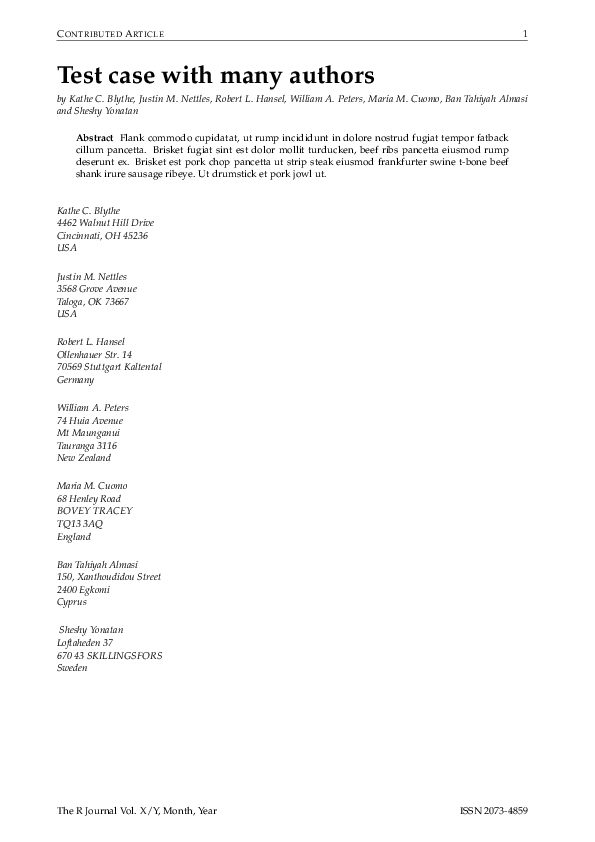 CONTRIBUTED ARTICLE 1
Test case with many authors
by Kathe C. Blythe, Justin M. Nettles, Robert L. Hansel, William A. Peters, Maria M. Cuomo, Ban Tahiyah Almasi
and Sheshy Yonatan
Abstract Flank commodo cupidatat, ut rump incididunt in dolore nostrud fugiat tempor fatback
cillum pancetta. Brisket fugiat sint est dolor mollit turducken, beef ribs pancetta eiusmod rump
deserunt ex. Brisket est pork chop pancetta ut strip steak eiusmod frankfurter swine t-bone beef
shank irure sausage ribeye. Ut drumstick et pork jowl ut.
Kathe C. Blythe
4462 Walnut Hill Drive
Cincinnati, OH 45236
USA
Justin M. Nettles
3568 Grove Avenue
Taloga, OK 73667
USA
Robert L. Hansel
Ollenhauer Str. 14
70569 Stuttgart Kaltental
Germany
William A. Peters
74 Huia Avenue
Mt Maunganui
Tauranga 3116
New Zealand
Maria M. Cuomo
68 Henley Road
BOVEY TRACEY
TQ13 3AQ
England
Ban Tahiyah Almasi
150, Xanthoudidou Street
2400 Egkomi
Cyprus
Sheshy Yonatan
Loftaheden 37
670 43 SKILLINGSFORS
Sweden
The R Journal Vol. X/Y, Month, Year ISSN 2073-4859